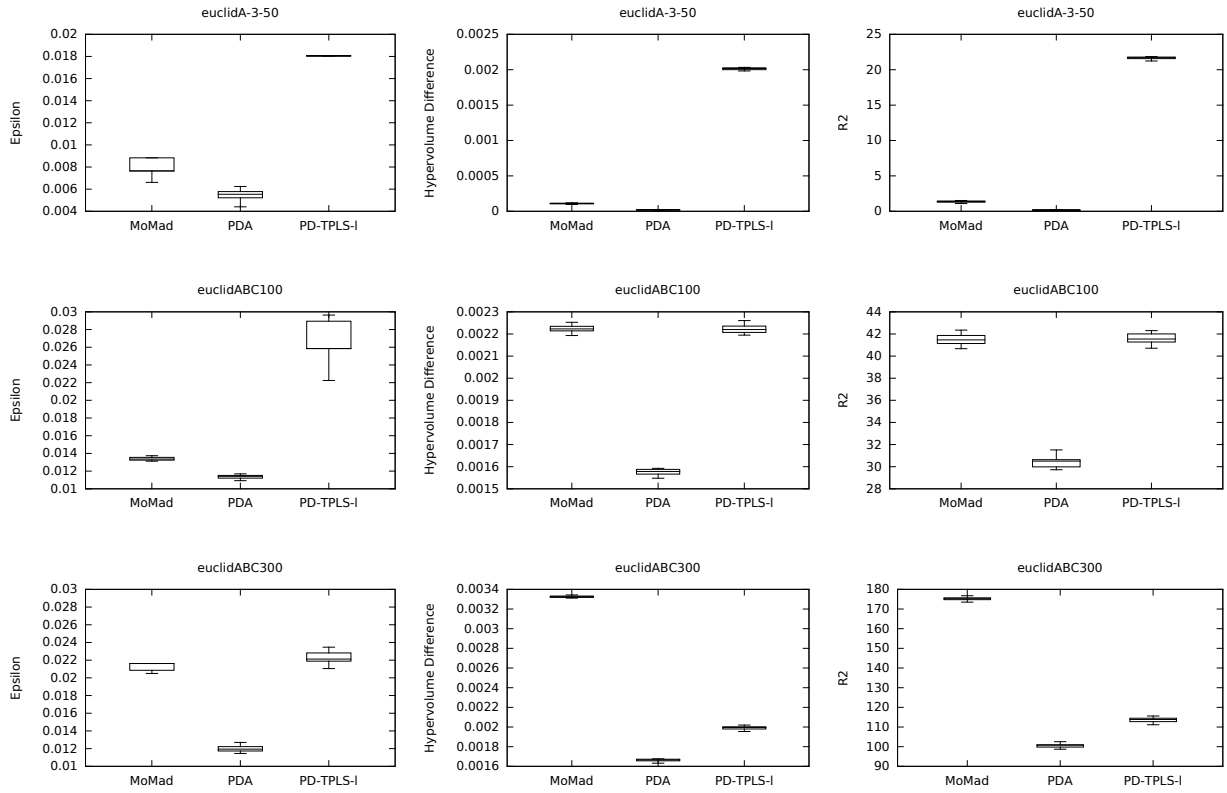 euclidA-3-50
Epsilon
0.02
0.018
0.016
0.014
0.012
0.01
0.008
0.006
0.004
MoMad
PDA
PD-TPLS-l
euclidA-3-50
Hypervolume Difference
0.0025
0.002
0.0015
0.001
0.0005
0
MoMad
PDA
PD-TPLS-l
euclidA-3-50
R2
25
20
15
10
5
0
MoMad
PDA
PD-TPLS-l
euclidABC100
Epsilon
0.03
0.028
0.026
0.024
0.022
0.02
0.018
0.016
0.014
0.012
0.01
MoMad
PDA
PD-TPLS-l
euclidABC100
Hypervolume Difference
0.0023
0.0022
0.0021
0.002
0.0019
0.0018
0.0017
0.0016
0.0015
MoMad
PDA
PD-TPLS-l
euclidABC100
R2
44
42
40
38
36
34
32
30
28
MoMad
PDA
PD-TPLS-l
euclidABC300
Epsilon
0.03
0.028
0.026
0.024
0.022
0.02
0.018
0.016
0.014
0.012
0.01
MoMad
PDA
PD-TPLS-l
euclidABC300
Hypervolume Difference
0.0034
0.0032
0.003
0.0028
0.0026
0.0024
0.0022
0.002
0.0018
0.0016
MoMad
PDA
PD-TPLS-l
euclidABC300
R2
180
170
160
150
140
130
120
110
100
90
MoMad
PDA
PD-TPLS-l